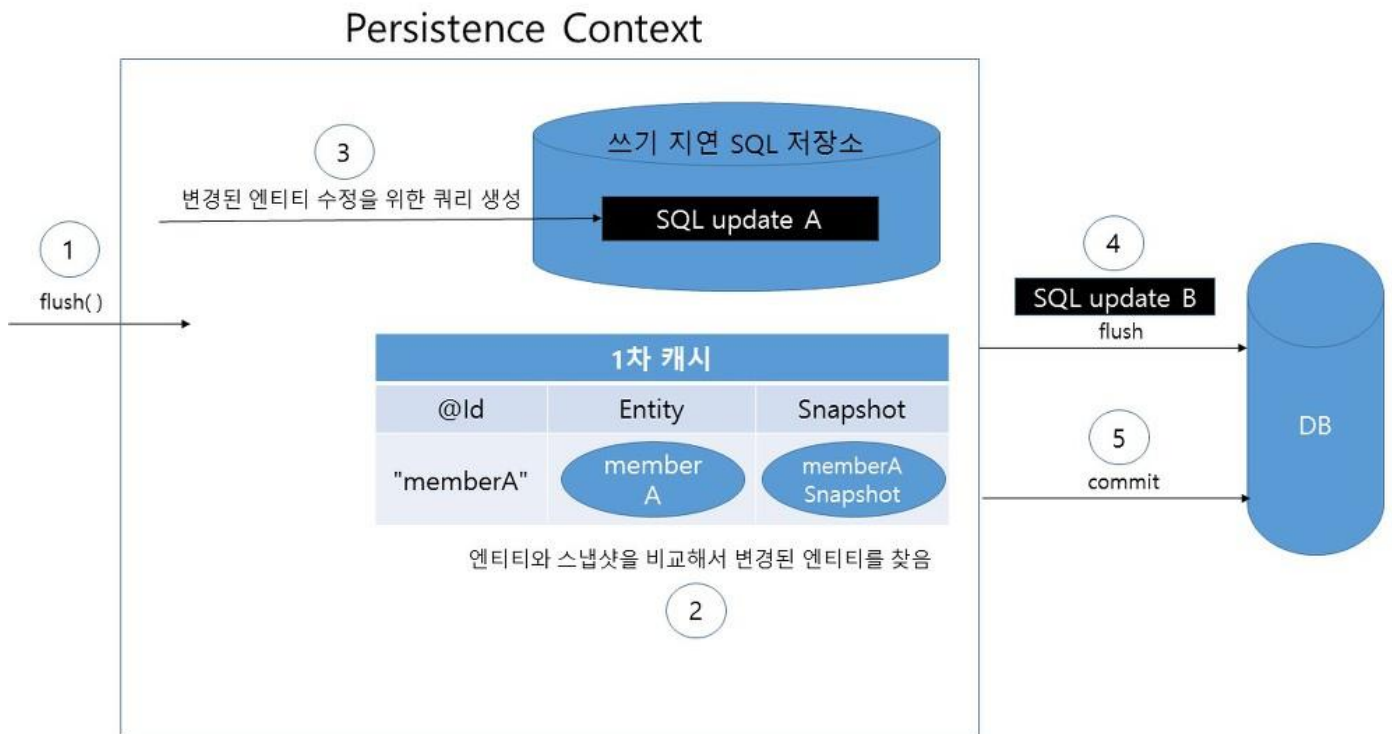 Persistence Context
쓰기 지연 SQL 저장소
3
변경된 엔티티 수정을 위한 쿼리 생성
SQL update A
1
flush( )
4
SQL update B
flush
1차 캐시
@Id Entity Snapshot
"memberA"
member
A
memberA
Snapshot
5
commit
DB
엔티티와 스냅샷을 비교해서 변경된 엔티티를 찾음
2